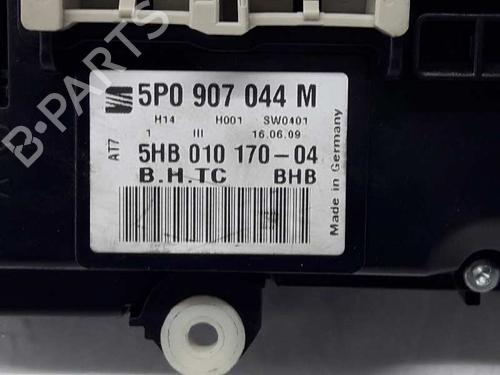 B-PARTS
5P0 907 044 M
H14 H001 SW0401
1 III 16.06.09
AT7
5HB 010 170-04
B.H.TC BHB
Made in Germany